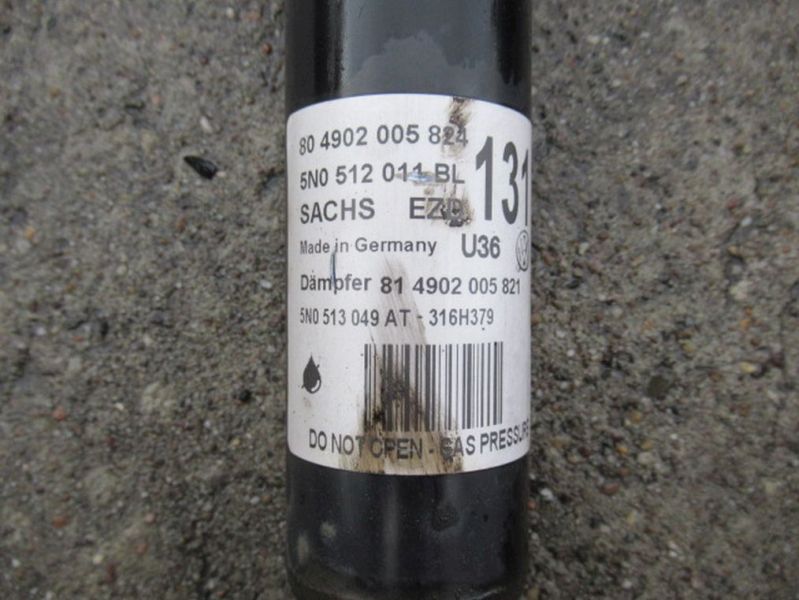 80 4902 005 824
5N0 512 011 BL
131
SACHS EZD
Made in Germany U36
Dämpfer 81 4902 005 821
5N0 513 049 AT - 316H379
DO NOT OPEN - GAS PRESSURE